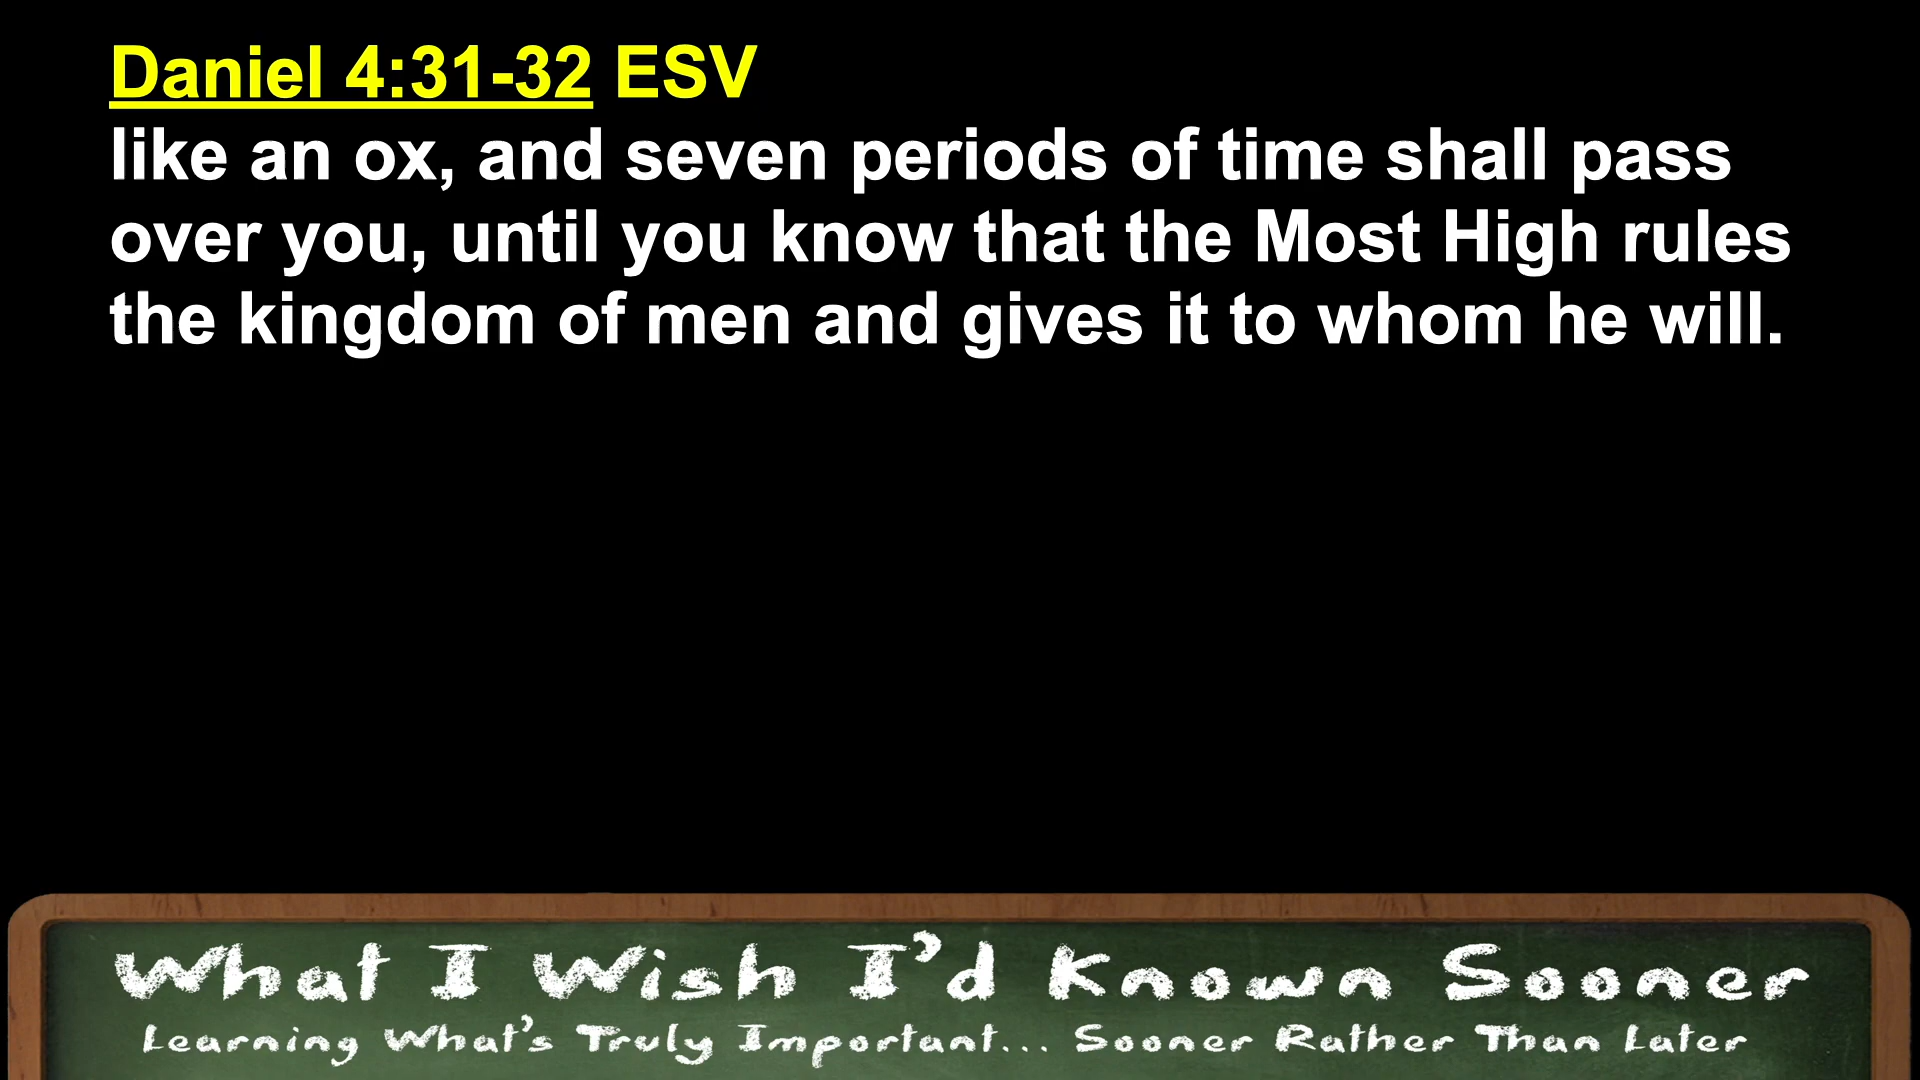 Daniel 4:31-32 ESV
like an ox, and seven periods of time shall pass
over you, until you know that the Most High rules
the kingdom of men and gives it to whom he will.
What I Wish I’d Known Sooner
Learning What’s Truly Important... Sooner Rather Than Later